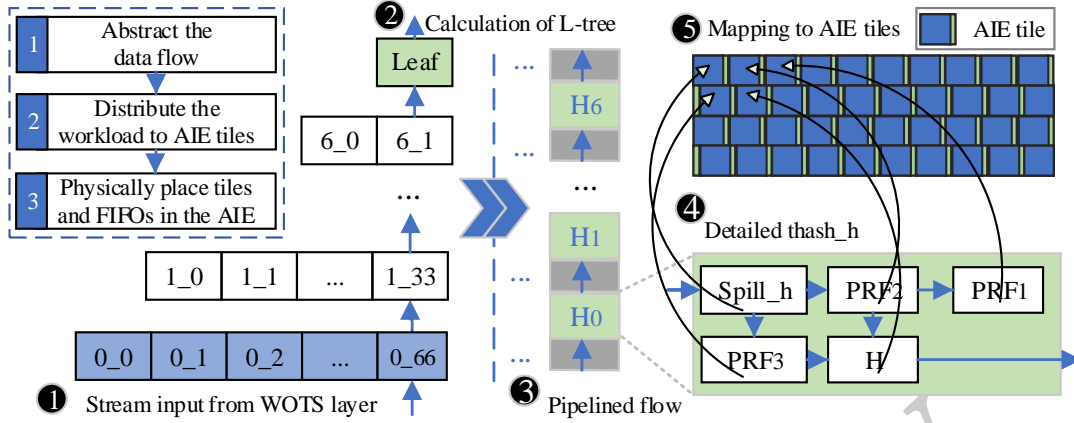 1
Abstract the
data flow
2
Distribute the
workload to AIE tiles
3
Physically place tiles
and FIFOs in the AIE
2 Calculation of L-tree
Leaf
6_0 6_1
...
1_0 1_1 ... 1_33
0_0 0_1 0_2 ... 0_66
1 Stream input from WOTS layer
...
H6
...
...
H1
...
H0
...
3 Pipelined flow
5 Mapping to AIE tiles
AIE tile
4 Detailed thash_h
Spill_h PRF2 PRF1
PRF3 H